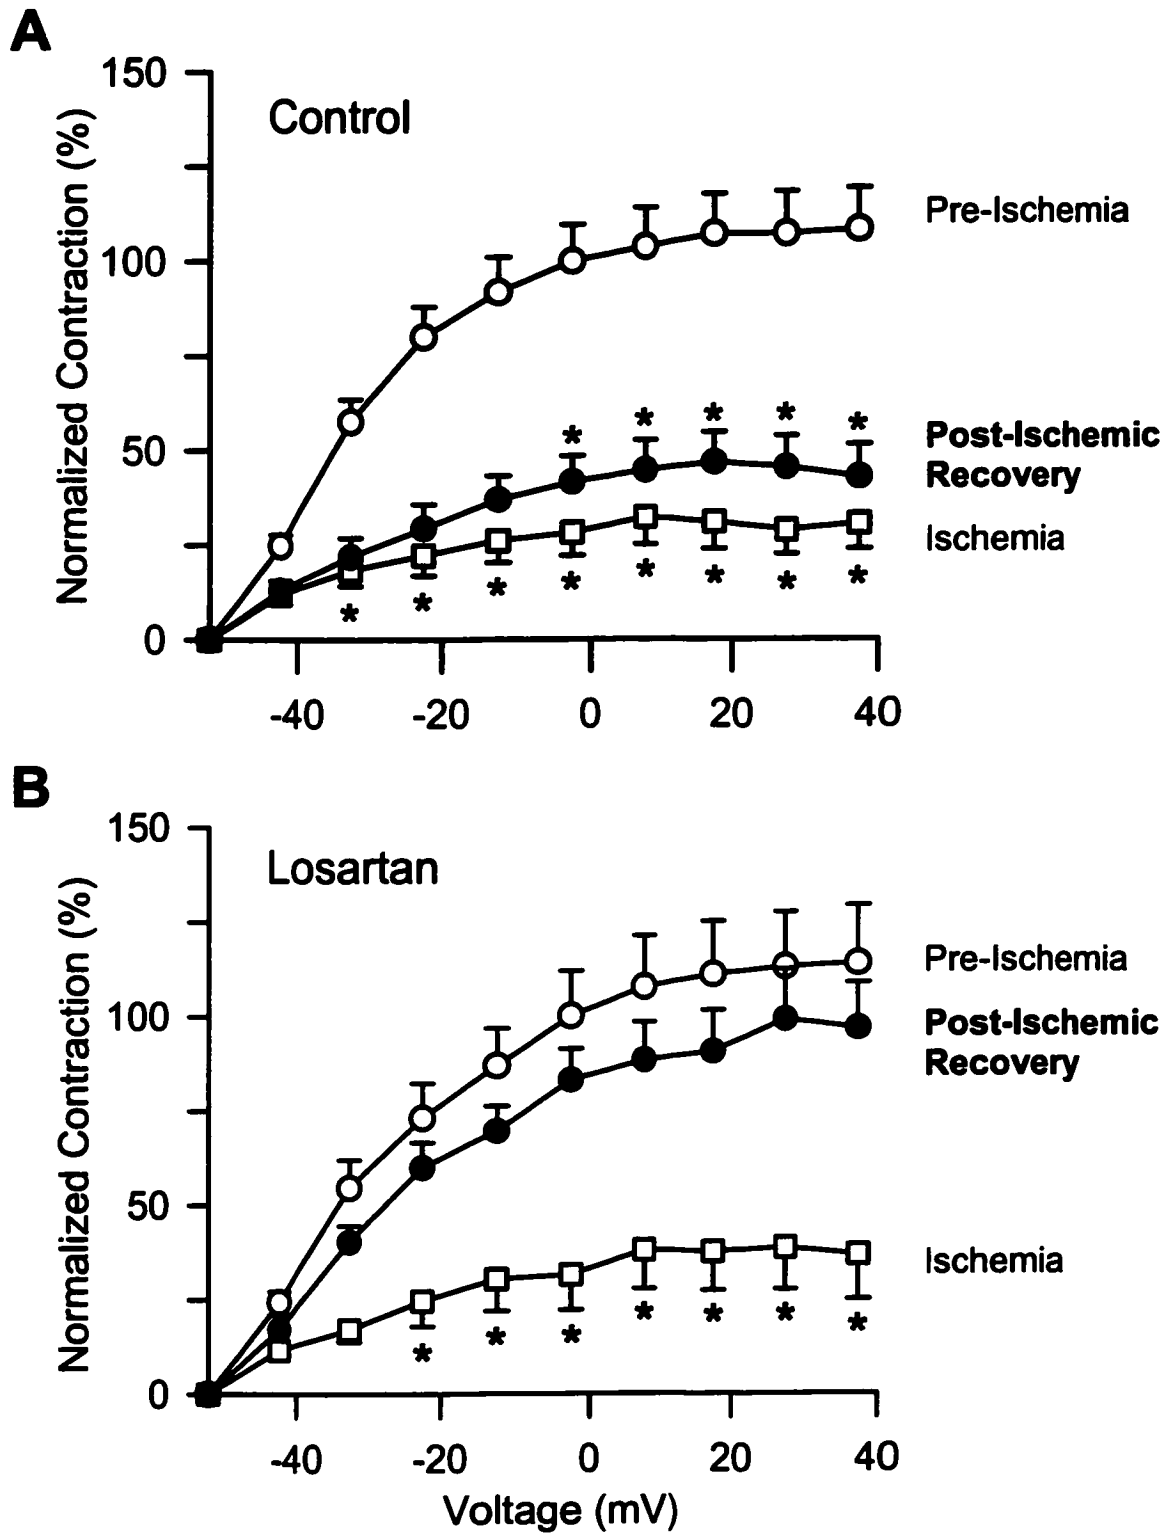 A
150
Control
Normalized Contraction (%)
Pre-Ischemia
100
* * * * *
Post-Ischemic
Recovery
50
Ischemia
* * * * * * * *
0
-40 -20 0 20 40
B
150
Losartan
Normalized Contraction (%)
Pre-Ischemia
100
Post-Ischemic
Recovery
50
Ischemia
* * * * * * *
0
-40 -20 0 20 40
Voltage (mV)